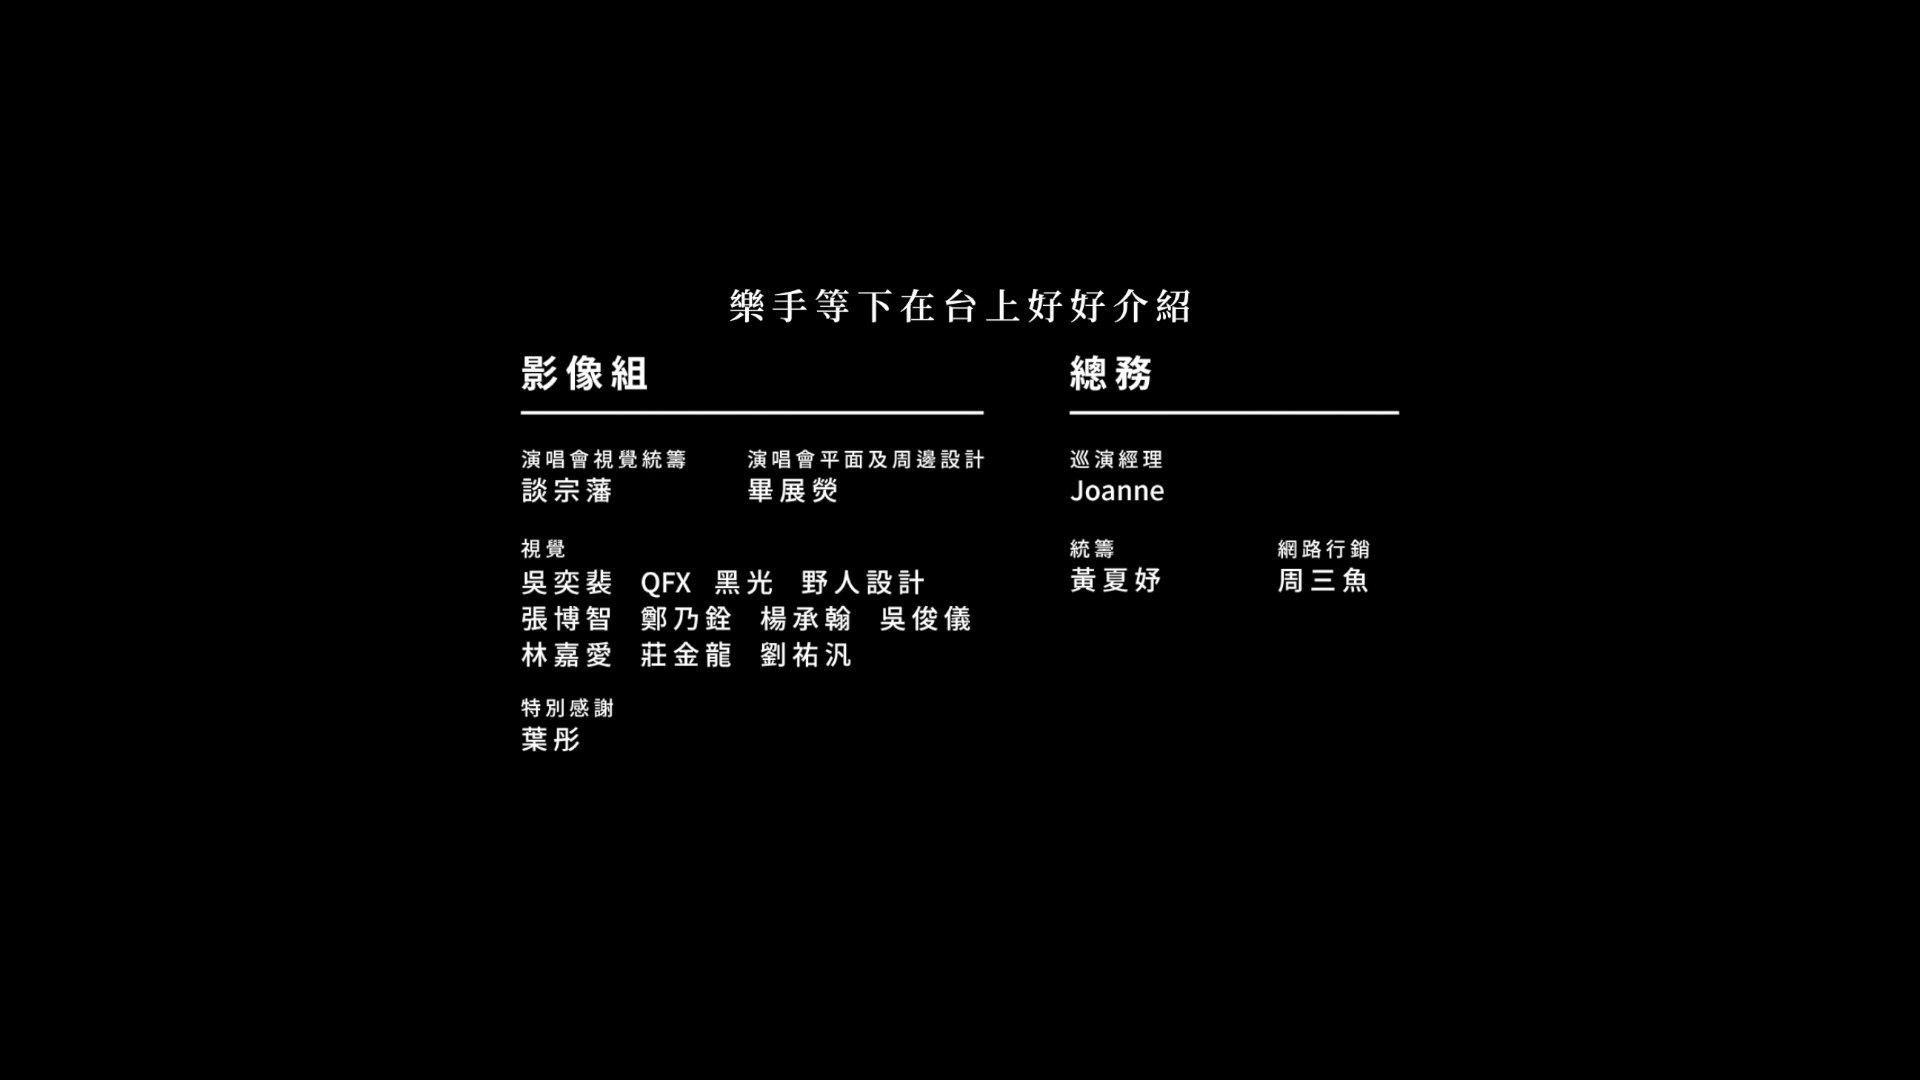 樂手等下在台上好好介紹
影像組
演唱會視覺統籌 演唱會平面及周邊設計
談宗藩 畢展熒
視覺
吳奕裴 QFX 黑光 野人設計
張博智 鄭乃銓 楊承翰 吳俊儀
林嘉愛 莊金龍 劉祐汎
特別感謝
葉彤
總務
巡演經理
Joanne
統籌 網路行銷
黃夏妤 周三魚